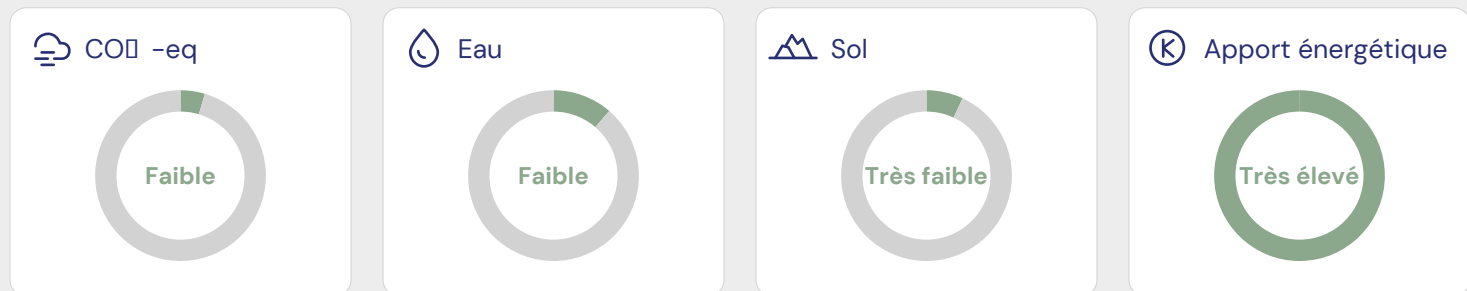 CO▯ -eq
Faible
Eau
Faible
Sol
Très faible
Apport énergétique
Très élevé